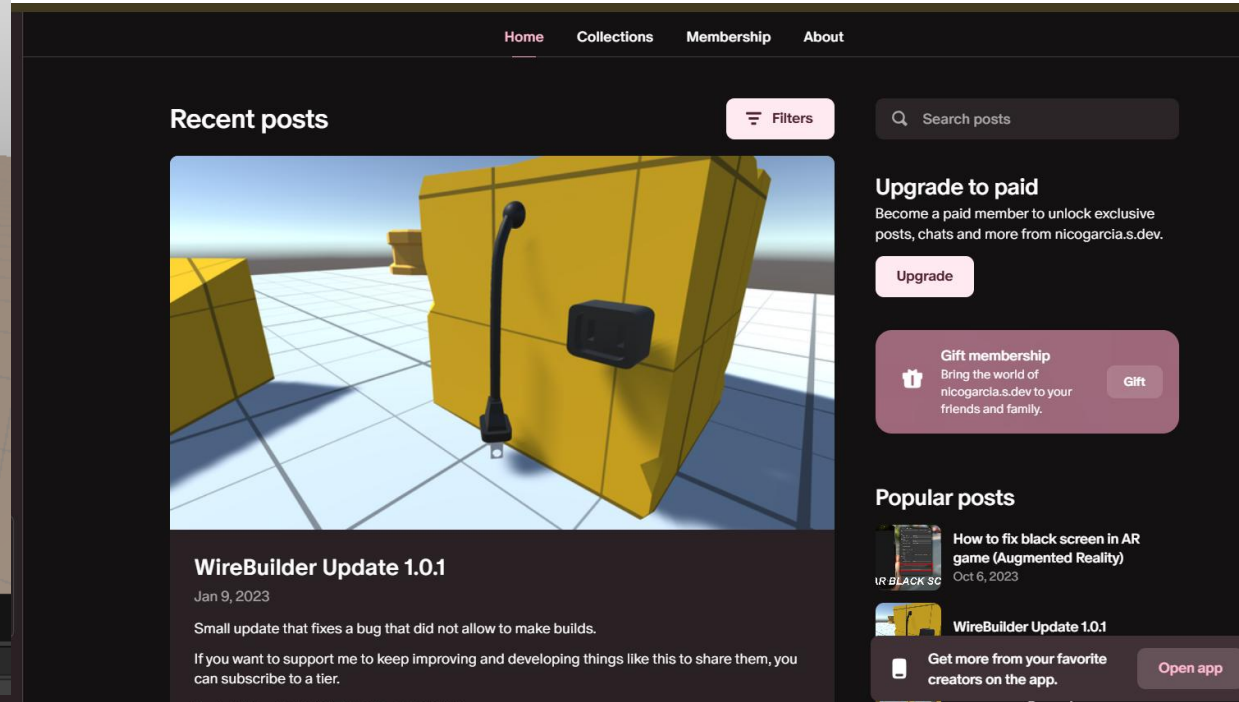 Home Collections Membership About
Recent posts
Filters
Search posts
Upgrade to paid
Become a paid member to unlock exclusive
posts, chats and more from nicogarcia.s.dev.
Upgrade
Gift membership
Bring the world of
nicogarcia.s.dev to your
friends and family.
Gift
WireBuilder Update 1.0.1
Jan 9, 2023
Small update that fixes a bug that did not allow to make builds.
If you want to support me to keep improving and developing things like this to share them, you
can subscribe to a tier.
Popular posts
AR BLACK SC
How to fix black screen in AR
game (Augmented Reality)
Oct 6, 2023
WireBuilder Update 1.0.1
Get more from your favorite
creators on the app.
Open app